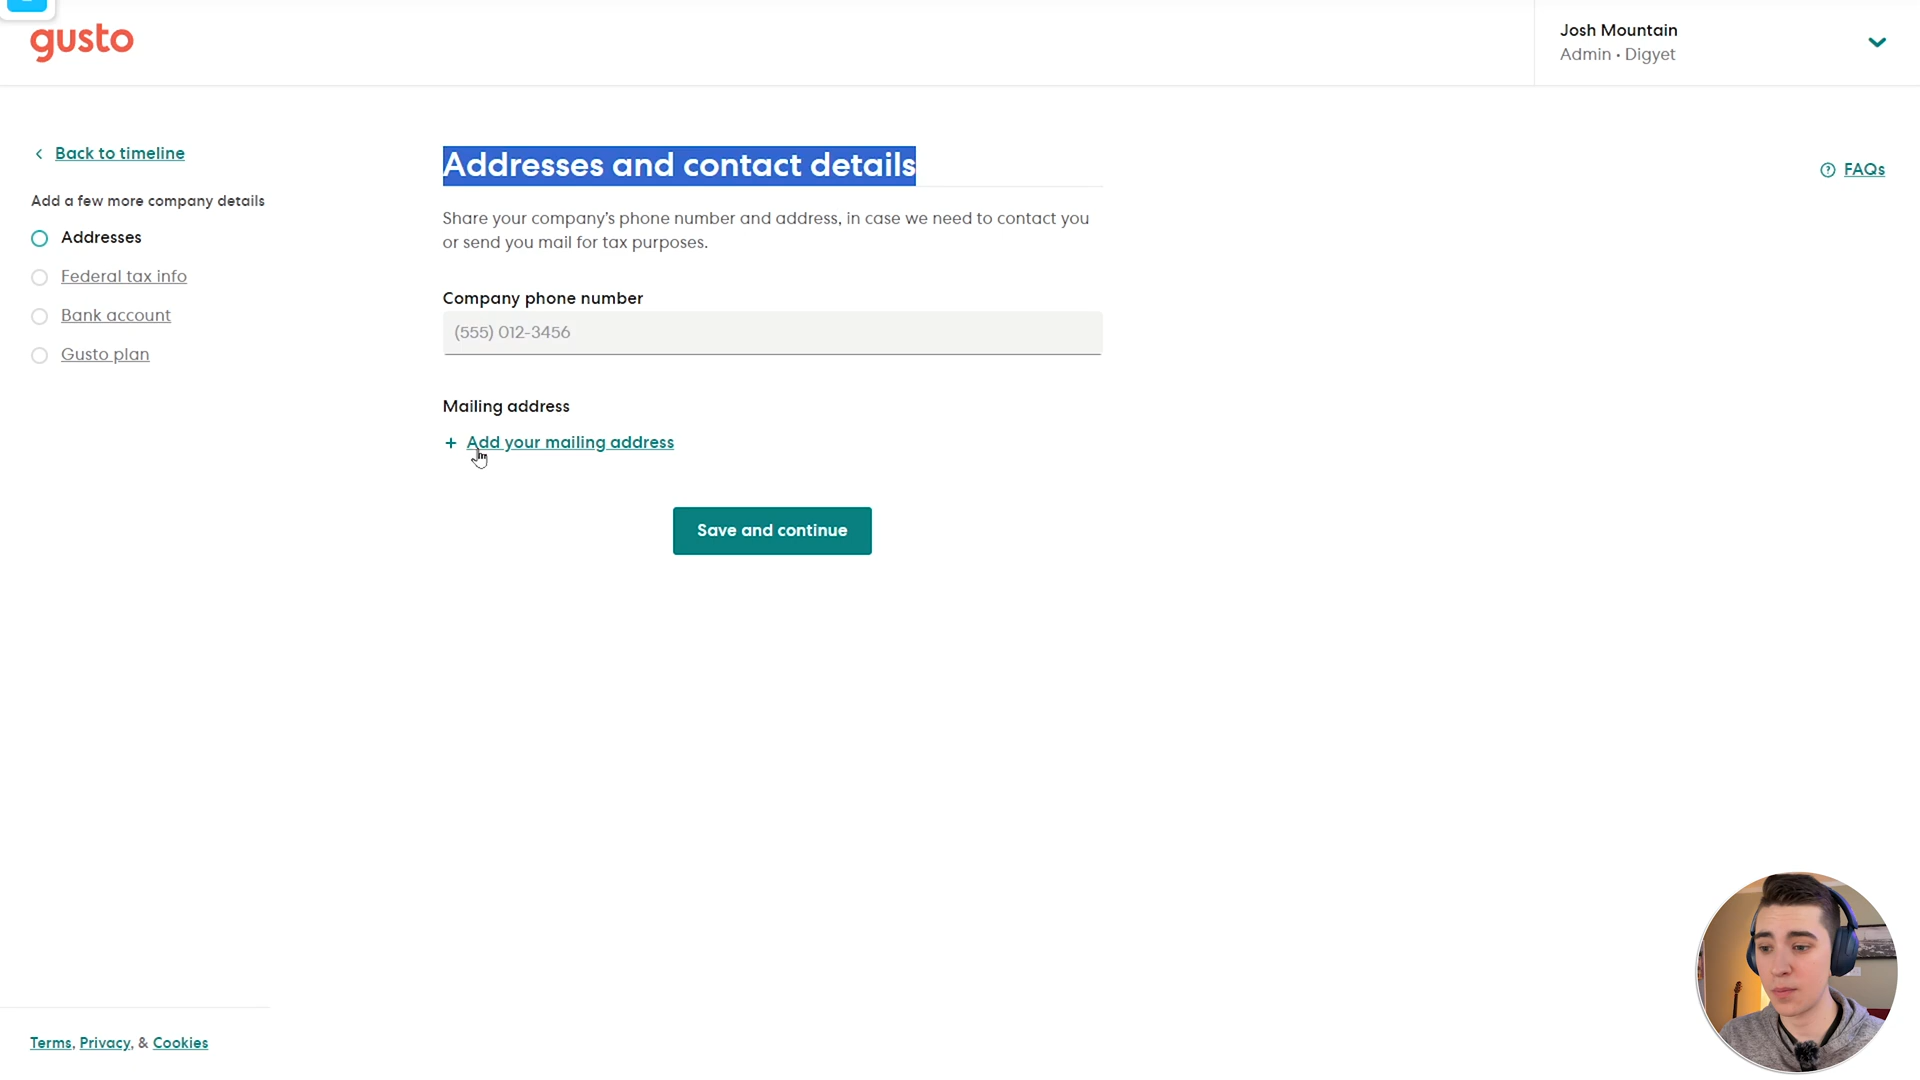 gusto
Josh Mountain
Admin • Digyet
Back to timeline
Add a few more company details
Addresses
Federal tax info
Bank account
Gusto plan
Addresses and contact details
FAQs
Share your company's phone number and address, in case we need to contact you
or send you mail for tax purposes.
Company phone number
(555) 012-3456
Mailing address
+ Add your mailing address
Save and continue
Terms, Privacy, & Cookies